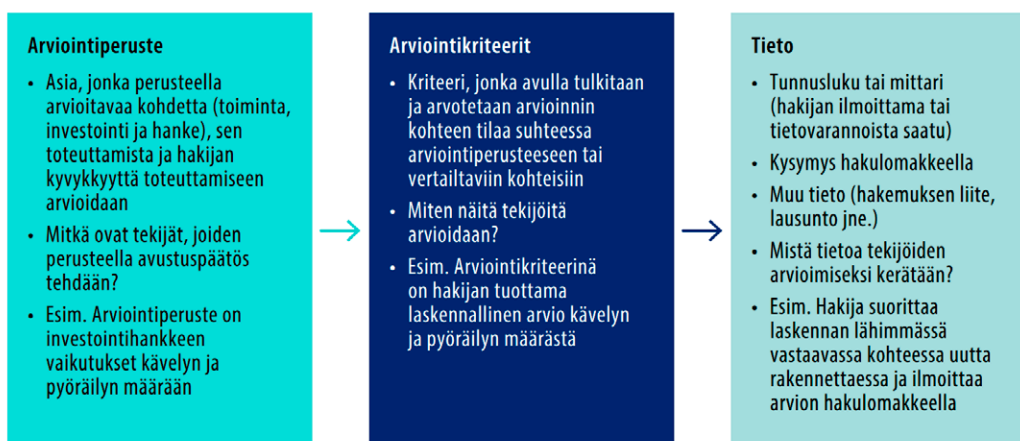 Arviointiperuste
• Asia, jonka perusteella
arvioitavaa kohdetta (toiminta,
investointi ja hanke), sen
toteuttamista ja hakijan
kyvykkyyttä toteuttamiseen
arvioidaan
• Mitkä ovat tekijät, joiden
perusteella avustuspäätös
tehdään?
• Esim. Arviointiperuste on
investointihankkeen
vaikutukset kävelyn ja
pyöräilyn määrään
Arviointikriteerit
• Kriteeri, jonka avulla tulkitaan
ja arvotetaan arvioinnin
kohteen tilaa suhteessa
arviointiperusteeseen tai
vertailtaviin kohteisiin
• Miten näitä tekijöitä
arvioidaan?
• Esim. Arviointikriteerinä
on hakijan tuottama
laskennallinen arvio kävelyn
ja pyöräilyn määrästä
Tieto
• Tunnusluku tai mittari
(hakijan ilmoittama tai
tietovarannoista saatu)
• Kysymys hakulomakkeella
• Muu tieto (hakemuksen liite,
lausunto jne.)
• Mistä tietoa tekijöiden
arvioimiseksi kerätään?
• Esim. Hakija suorittaa
laskennan lähimmässä
vastaavassa kohteessa uutta
rakennettaessa ja ilmoittaa
arvion hakulomakkeella